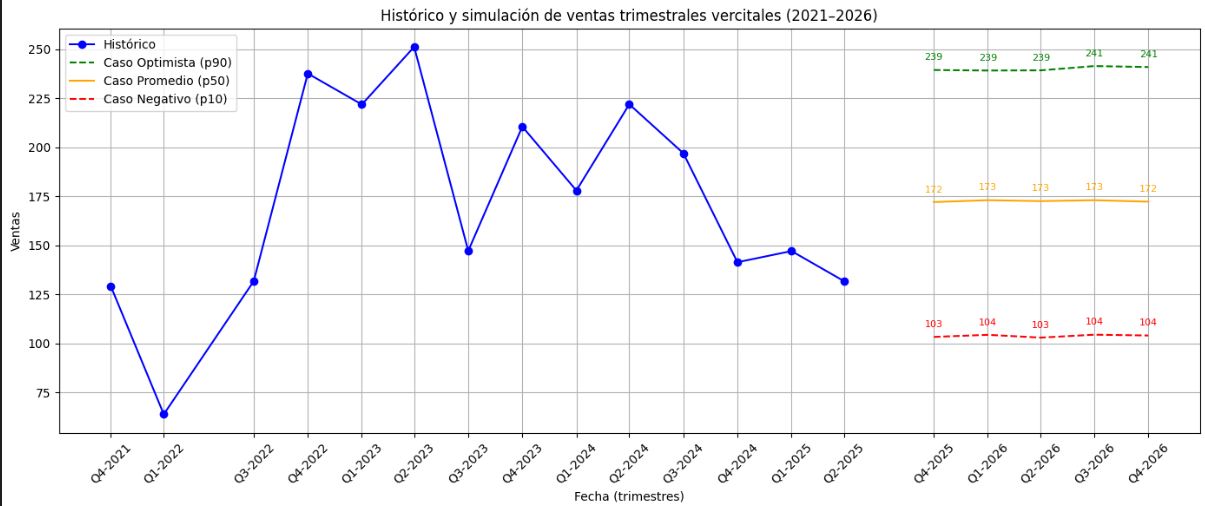 Histórico y simulación de ventas trimestrales vercitales (2021–2026)
Histórico
Caso Optimista (p90)
Caso Promedio (p50)
Caso Negativo (p10)
Ventas
250
225
200
175
150
125
100
75
239 239 239 241 241
172 173 173 173 172
103 104 103 104 104
Q4-2021 Q1-2022 Q3-2022 Q4-2022 Q1-2023 Q2-2023 Q3-2023 Q4-2023 Q1-2024 Q2-2024 Q3-2024 Q4-2024 Q1-2025 Q2-2025 Q4-2025 Q1-2026 Q2-2026 Q3-2026 Q4-2026
Fecha (trimestres)